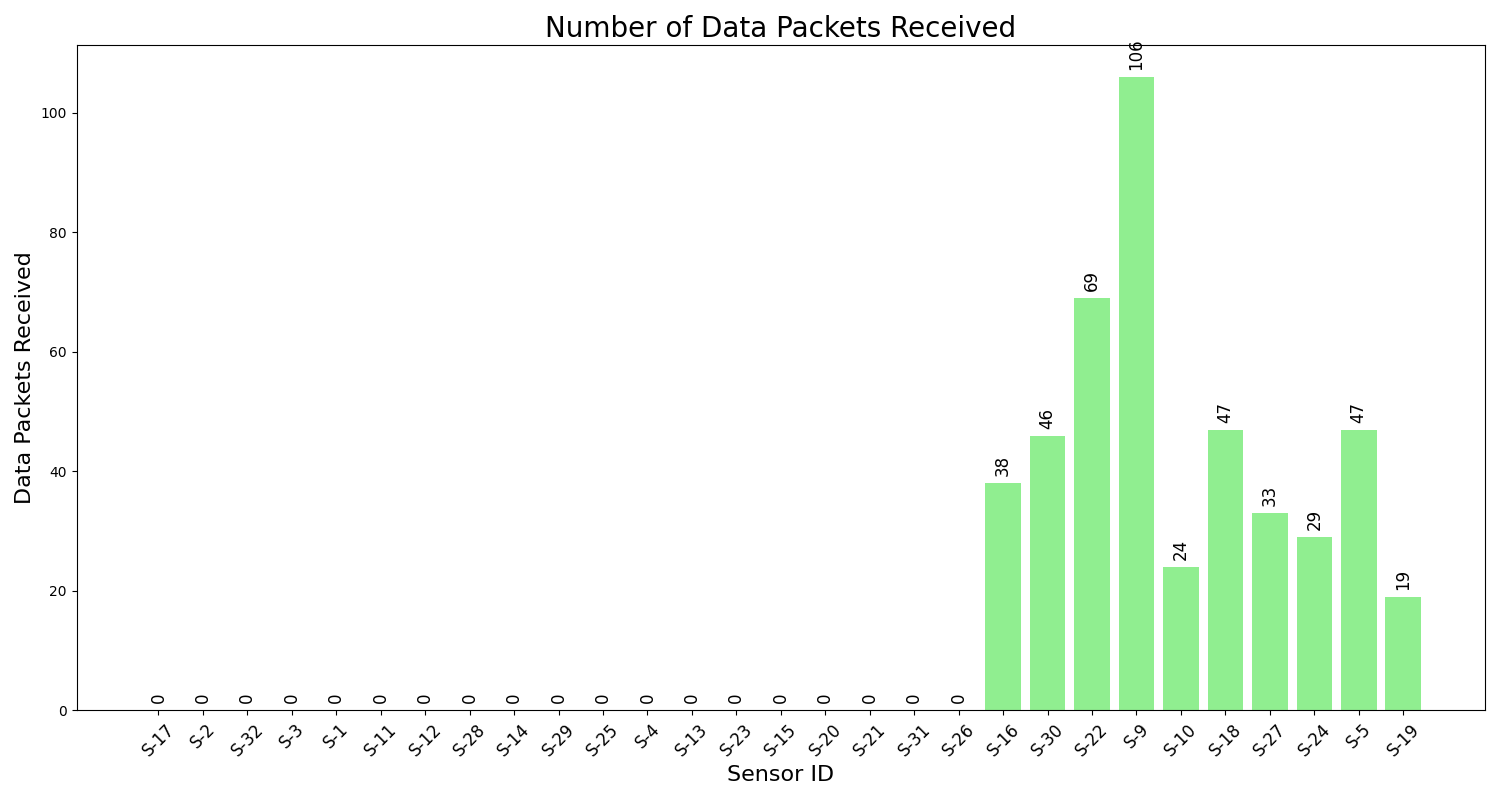 Number of Data Packets Received
Data Packets Received
100
80
60
40
20
0
0 0 0 0 0 0 0 0 0 0 0 0 0 0 0 0 0 0 0 38 46 69 106 24 47 33 29 47 19
S-17 S-2 S-32 S-3 S-1 S-11 S-12 S-28 S-14 S-29 S-25 S-4 S-13 S-23 S-15 S-20 S-21 S-31 S-26 S-16 S-30 S-22 S-9 S-10 S-18 S-27 S-24 S-5 S-19
Sensor ID